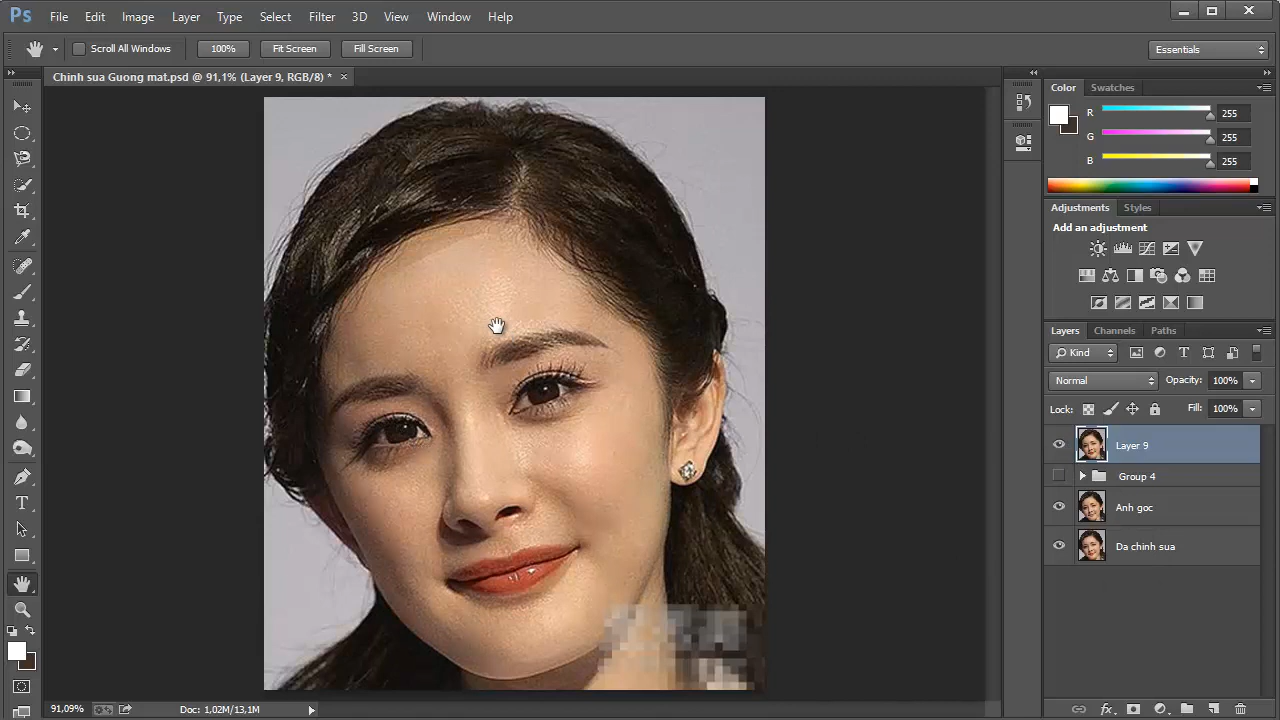 Ps File Edit Image Layer Type Select Filter 3D View Window Help
Scroll All Windows 100% Fit Screen Fill Screen Essentials
Chinh sua Guong mat.psd @ 91,1% (Layer 9, RGB/8) * ×
Color Swatches
R 255
G 255
B 255
Adjustments Styles
Add an adjustment
Layers Channels Paths
Kind
Normal Opacity: 100%
Lock: Fill: 100%
Layer 9
Group 4
Anh goc
Da chinh sua
91,09% Doc: 1,02M/13,1M